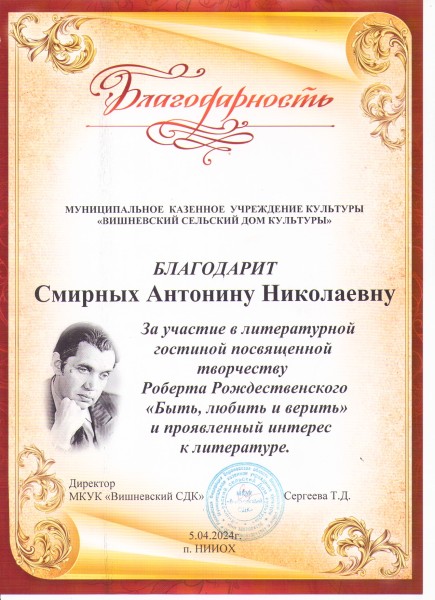 Благодарность
МУНИЦИПАЛЬНОЕ КАЗЕННОЕ УЧРЕЖДЕНИЕ КУЛЬТУРЫ
«ВИШНЕВСКИЙ СЕЛЬСКИЙ ДОМ КУЛЬТУРЫ»
БЛАГОДАРИТ
Смирных Антонину Николаевну
За участие в литературной
гостиной посвященной
творчеству
Роберта Рождественского
«Быть, любить и верить»
и проявленный интерес
к литературе.
Директор
МКУК «Вишневский СДК»
Сергеева Т.Д.
5.04.2024г.
п. НИИОХ